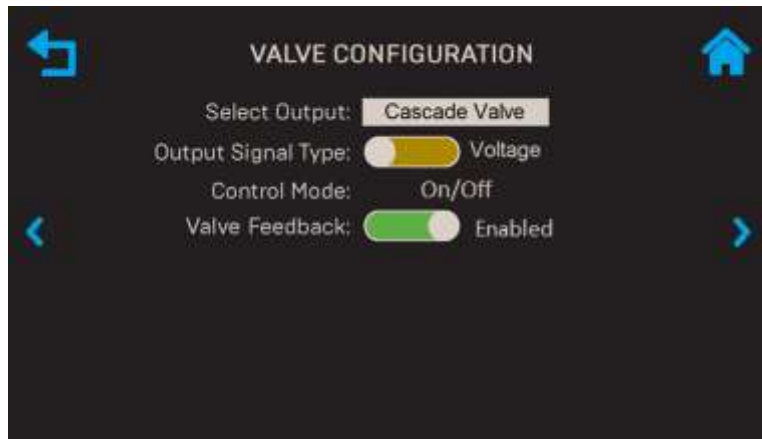 VALVE CONFIGURATION
Select Output: Cascade Valve
Output Signal Type: Voltage
Control Mode: On/Off
Valve Feedback: Enabled